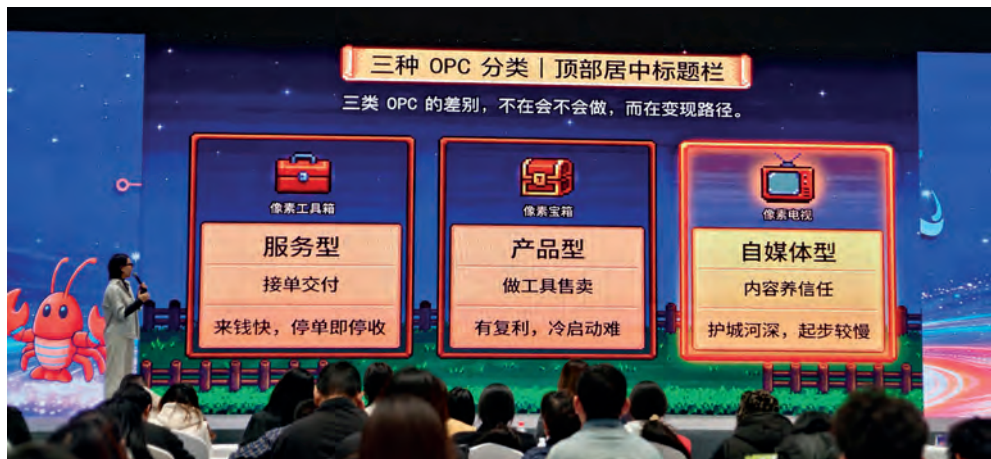 三种 OPC 分类｜顶部居中标题栏
三类 OPC 的差别，不在会不会做，而在变现路径。
像素工具箱
服务型
接单交付
来钱快，停单即停收
像素宝箱
产品型
做工具售卖
有复利，冷启动难
像素电视
自媒体型
内容养信任
护城河深，起步较慢